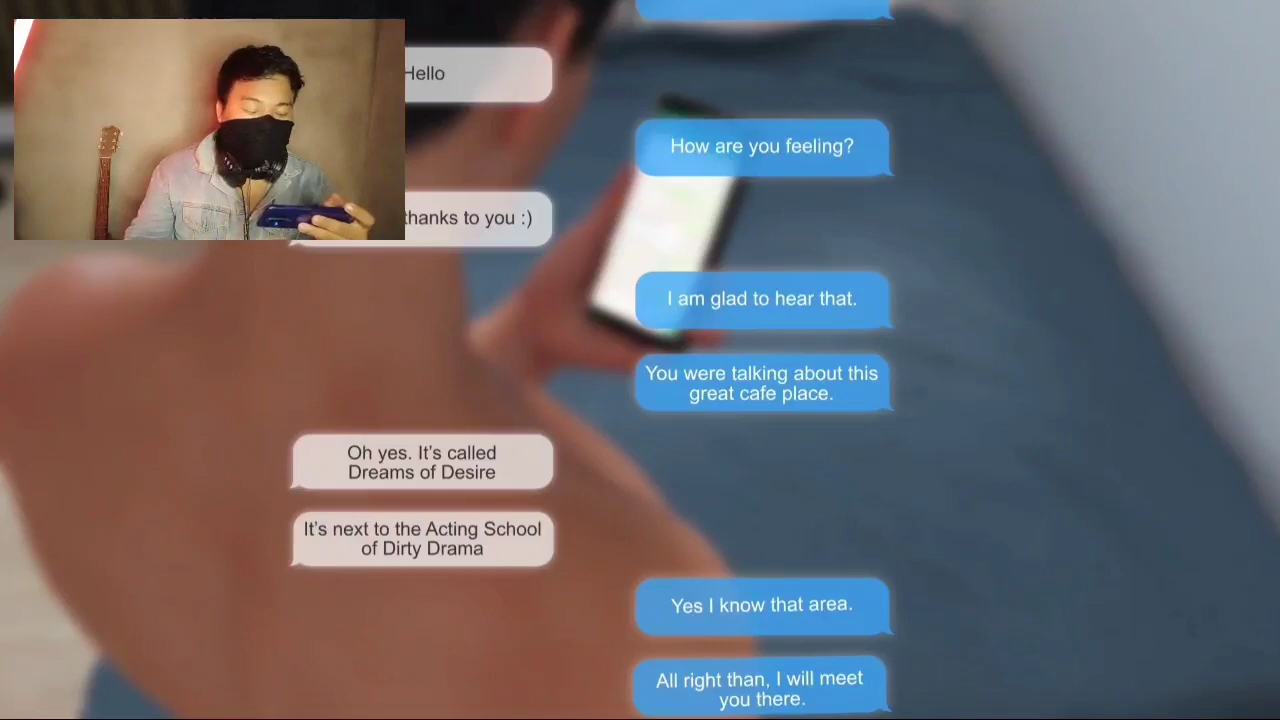 Hello
How are you feeling?
thanks to you :)
I am glad to hear that.
You were talking about this
great cafe place.
Oh yes. It's called
Dreams of Desire
It's next to the Acting School
of Dirty Drama
Yes I know that area.
All right than, I will meet
you there.